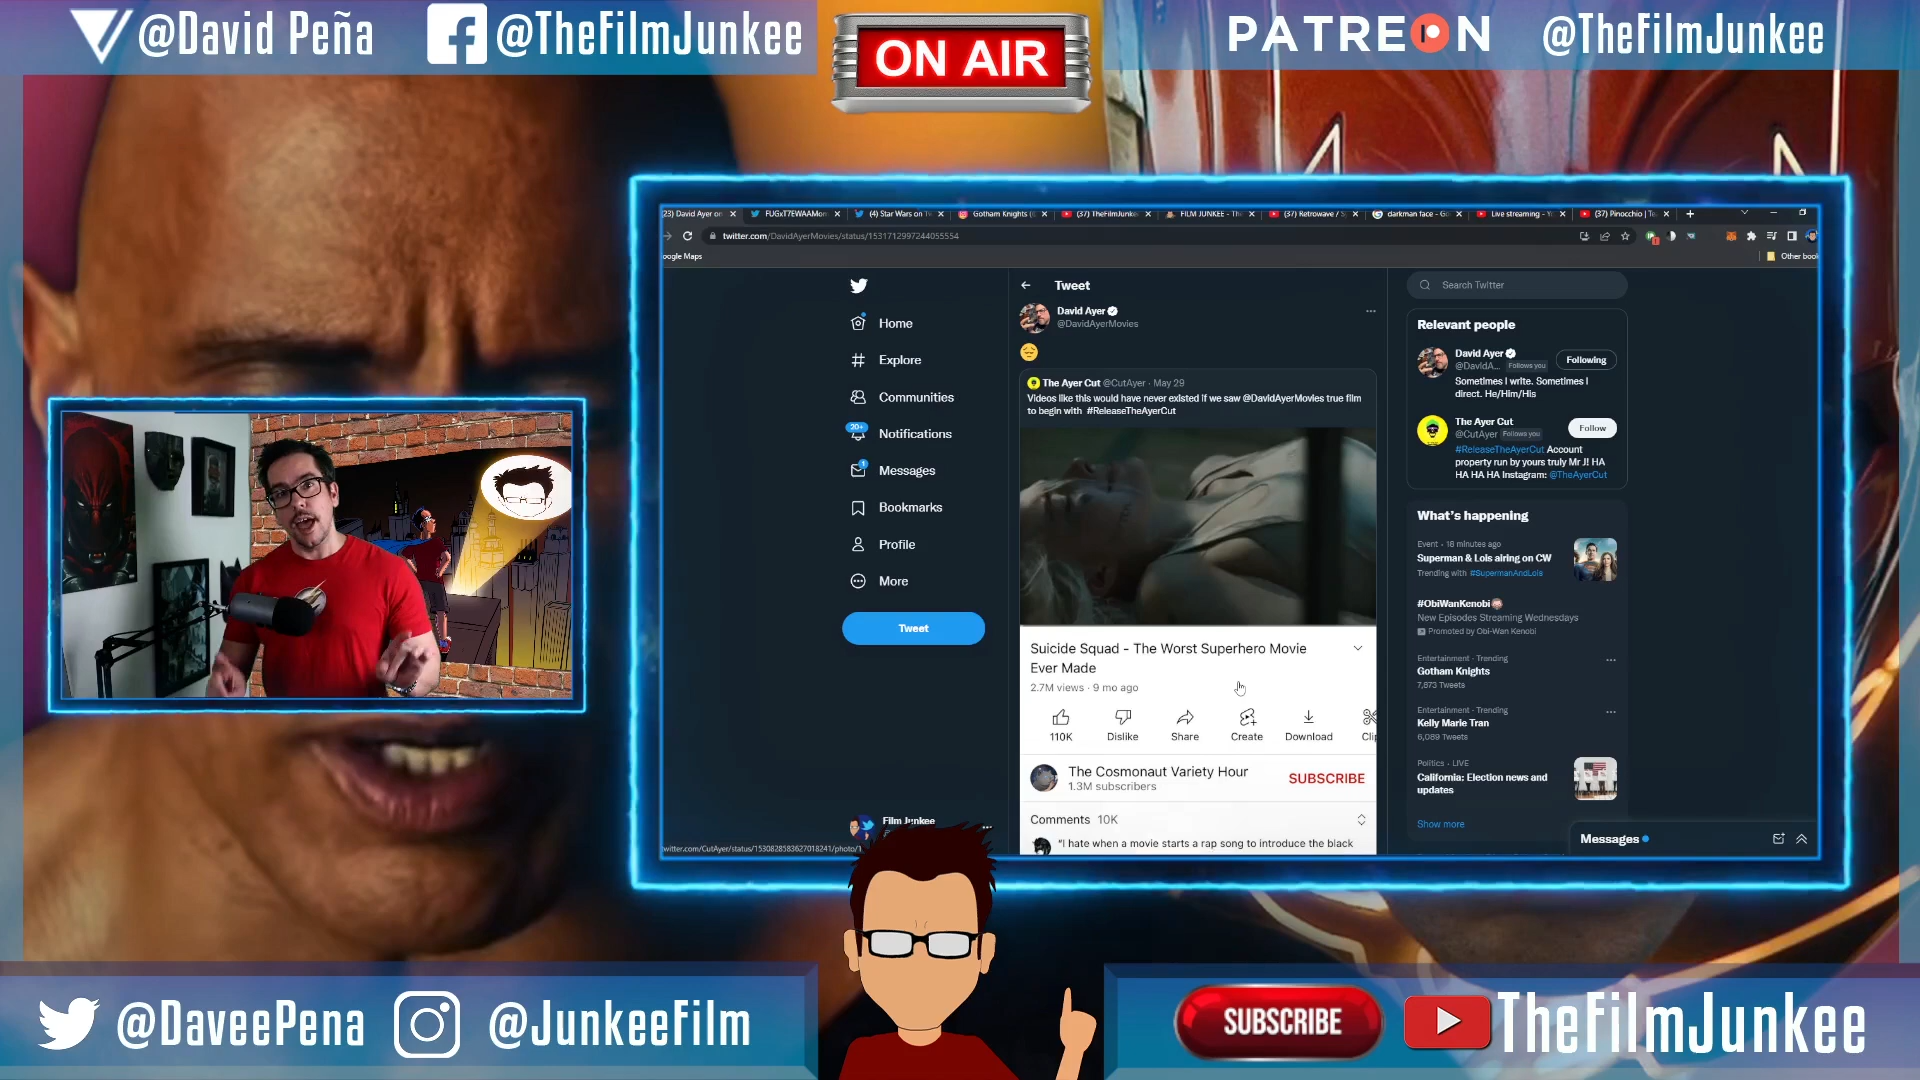 @David Peña
@TheFilmJunkee
ON AIR
PATREON
@TheFilmJunkee
23) David Ayer on
FUGxT7EWAAMom
(4) Star Wars on Tw
Gotham Knights (
(37) TheFilmJunke
FILM JUNKEE - Th
(37) Retrowave / S
darkman face - Go
Live streaming - Y
(37) Pinocchio | Te
twitter.com/DavidAyerMovies/status/1531712997244055554
oogle Maps
Other book
Home
Explore
Communities
20+
Notifications
1
Messages
Bookmarks
Profile
More
Tweet
Film Junkee
Tweet
David Ayer
@DavidAyerMovies
The Ayer Cut @CutAyer · May 29
Videos like this would have never existed if we saw @DavidAyerMovies true film
to begin with #ReleaseTheAyerCut
Suicide Squad - The Worst Superhero Movie
Ever Made
2.7M views · 9 mo ago
110K
Dislike
Share
Create
Download
Clip
The Cosmonaut Variety Hour
1.3M subscribers
SUBSCRIBE
Comments 10K
"I hate when a movie starts a rap song to introduce the black
twitter.com/CutAyer/status/1530828583627018241/photo/1
Search Twitter
Relevant people
David Ayer
@DavidA... Follows you
Following
Sometimes I write. Sometimes I
direct. He/Him/His
The Ayer Cut
@CutAyer Follows you
Follow
#ReleaseTheAyerCut Account
property run by yours truly Mr J! HA
HA HA HA Instagram: @TheAyerCut
What's happening
Event · 18 minutes ago
Superman & Lois airing on CW
Trending with #SupermanAndLois
#ObiWanKenobi
New Episodes Streaming Wednesdays
Promoted by Obi-Wan Kenobi
Entertainment · Trending
Gotham Knights
7,673 Tweets
Entertainment · Trending
Kelly Marie Tran
6,089 Tweets
Politics · LIVE
California: Election news and
updates
Show more
Messages
@DaveePena
@JunkeeFilm
SUBSCRIBE
TheFilmJunkee